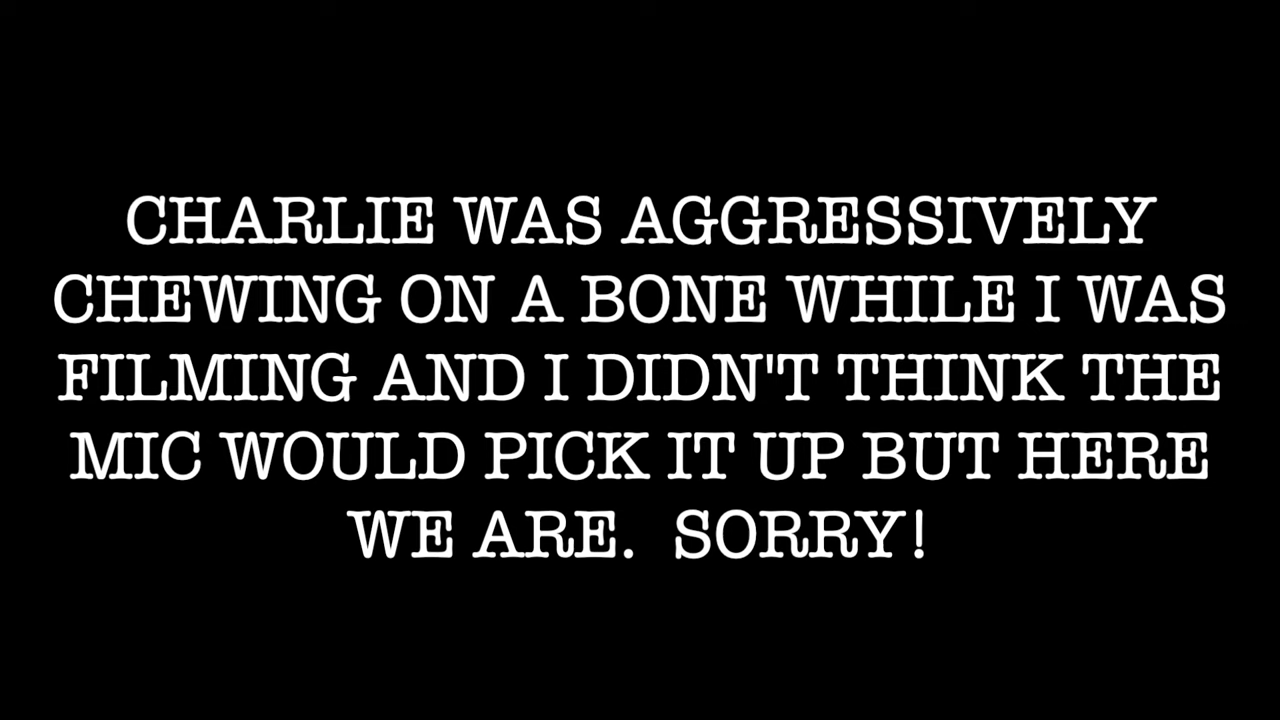 CHARLIE WAS AGGRESSIVELY
CHEWING ON A BONE WHILE I WAS
FILMING AND I DIDN'T THINK THE
MIC WOULD PICK IT UP BUT HERE
WE ARE.  SORRY!